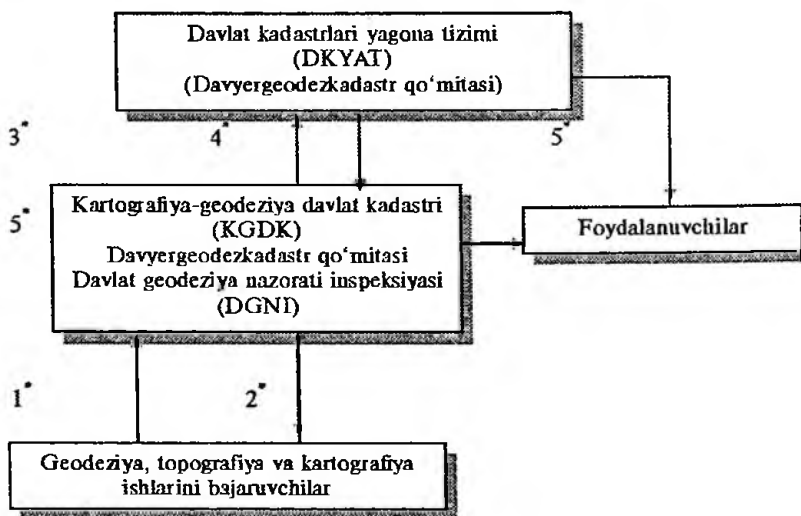 Davlat kadastrlari yagona tizimi
(DKYAT)
(Davyergeodezkadastr qo‘mitasi)
3* 4* 5*
Kartografiya-geodeziya davlat kadastri
(KGDK)
Davyergeodezkadastr qo‘mitasi
Davlat geodeziya nazorati inspeksiyasi
(DGNI)
5*
Foydalanuvchilar
1* 2*
Geodeziya, topografiya va kartografiya
ishlarini bajaruvchilar